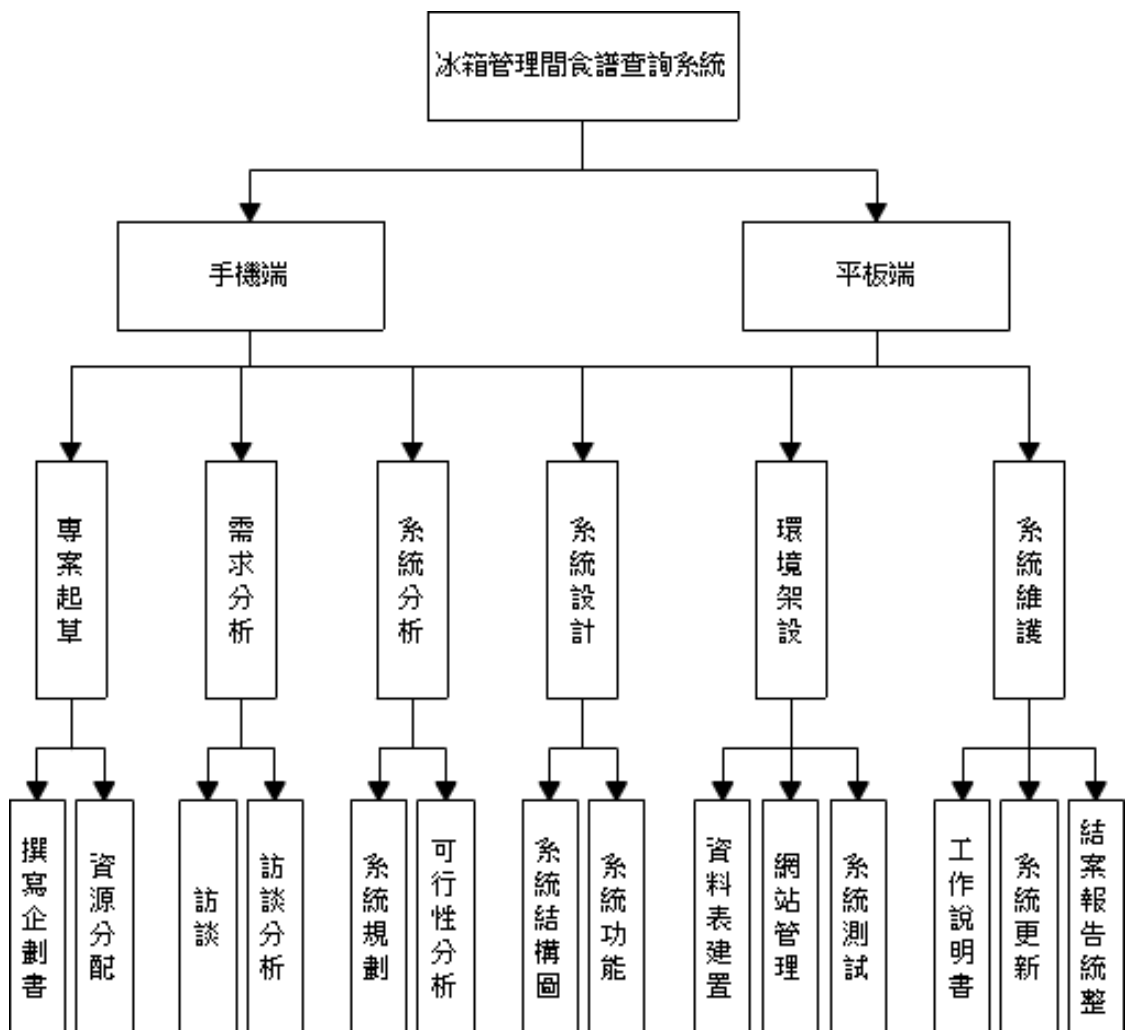 冰箱管理間食譜查詢系統
手機端
平板端
專案起草
需求分析
系統分析
系統設計
環境架設
系統維護
撰寫企劃書
資源分配
訪談
訪談分析
系統規劃
可行性分析
系統結構圖
系統功能
資料表建置
網站管理
系統測試
工作說明書
系統更新
結案報告統整